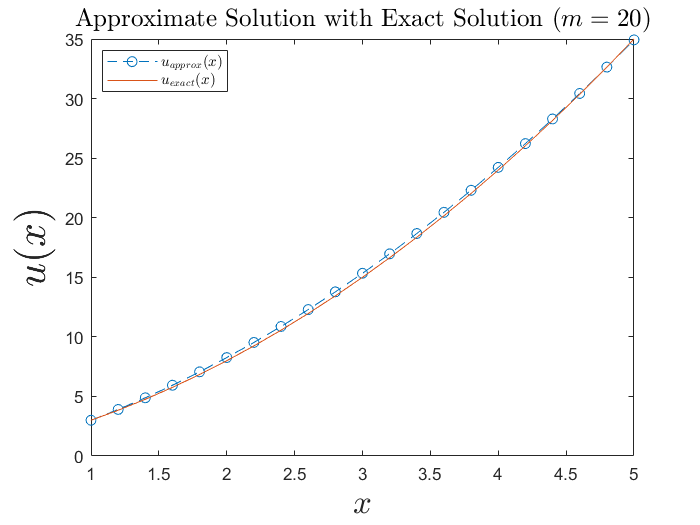 Approximate Solution with Exact Solution (m = 20)
35
u_approx(x)
u_exact(x)
30
25
20
u(x)
15
10
5
0
1 1.5 2 2.5 3 3.5 4 4.5 5
x